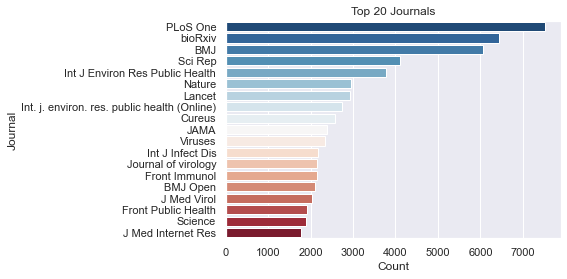 Top 20 Journals
Journal
PLoS One
bioRxiv
BMJ
Sci Rep
Int J Environ Res Public Health
Nature
Lancet
Int. j. environ. res. public health (Online)
Cureus
JAMA
Viruses
Int J Infect Dis
Journal of virology
Front Immunol
BMJ Open
J Med Virol
Front Public Health
Science
J Med Internet Res
0 1000 2000 3000 4000 5000 6000 7000
Count